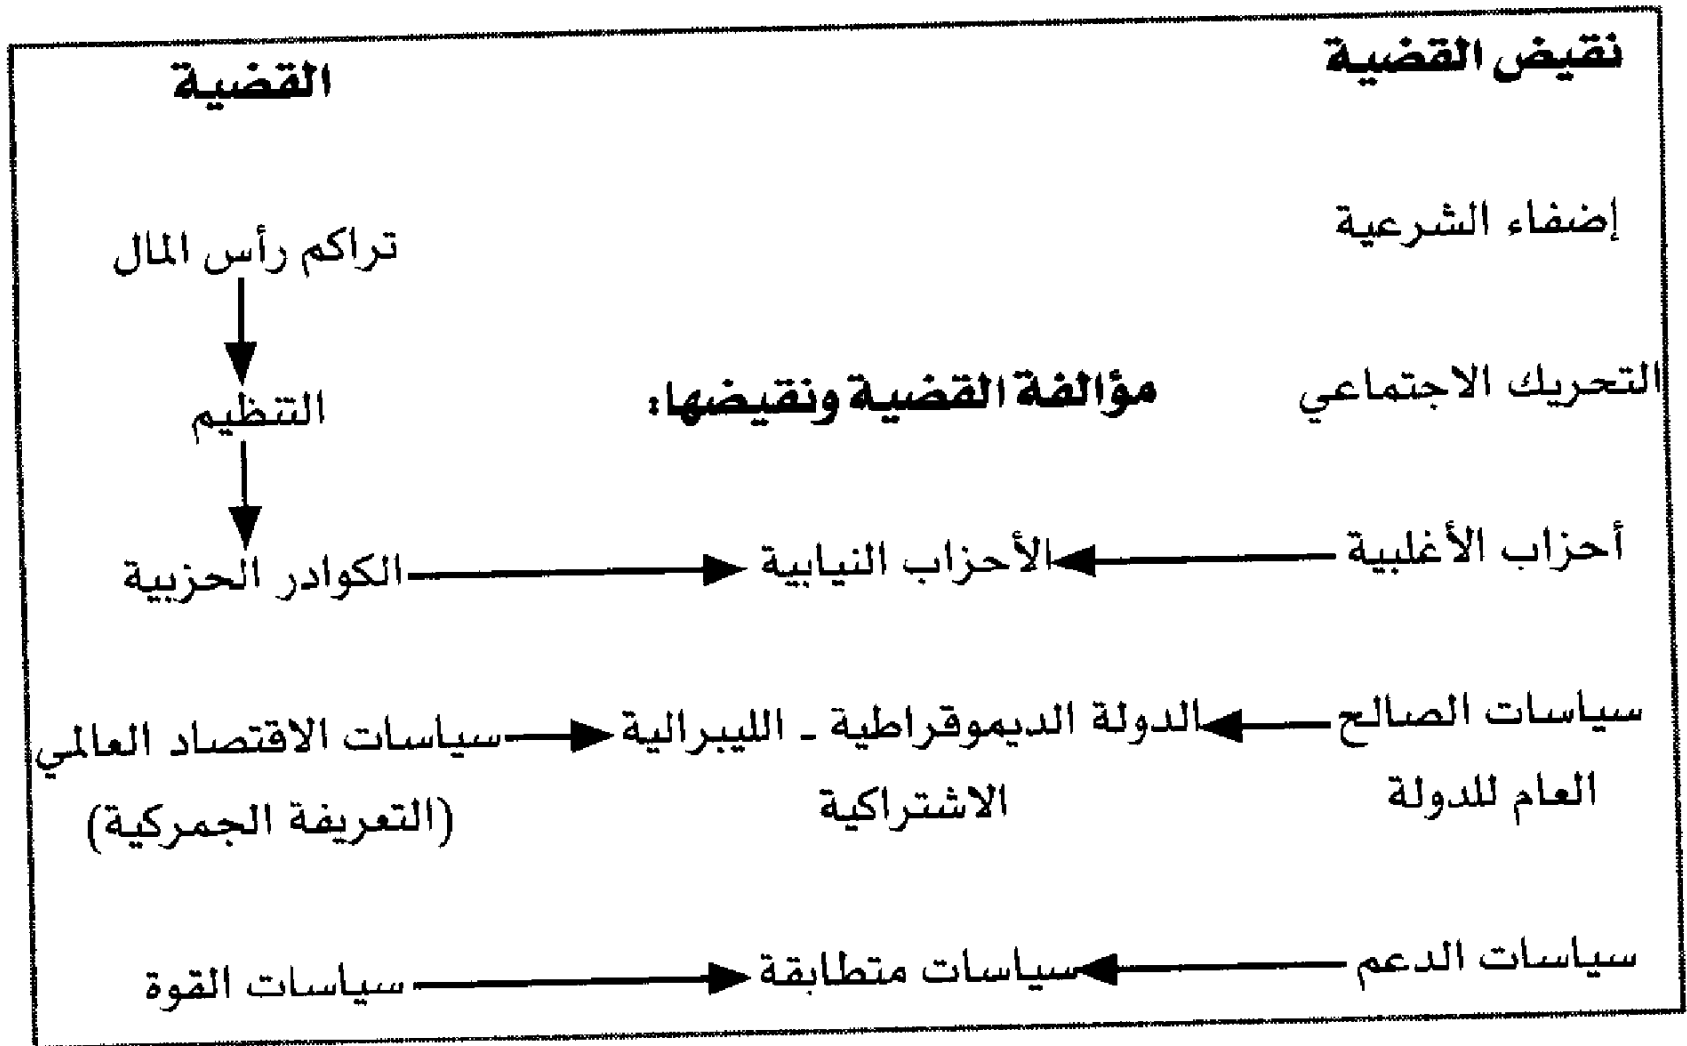 نقيض القضية
القضية
إضفاء الشرعية
تراكم رأس المال
التحريك الاجتماعي
مؤالفة القضية ونقيضها:
التنظيم
أحزاب الأغلبية
الأحزاب النيابية
الكوادر الحزبية
سياسات الصالح
العام للدولة
الدولة الديموقراطية ـ الليبرالية
الاشتراكية
سياسات الاقتصاد العالمي
(التعريفة الجمركية)
سياسات الدعم
سياسات متطابقة
سياسات القوة